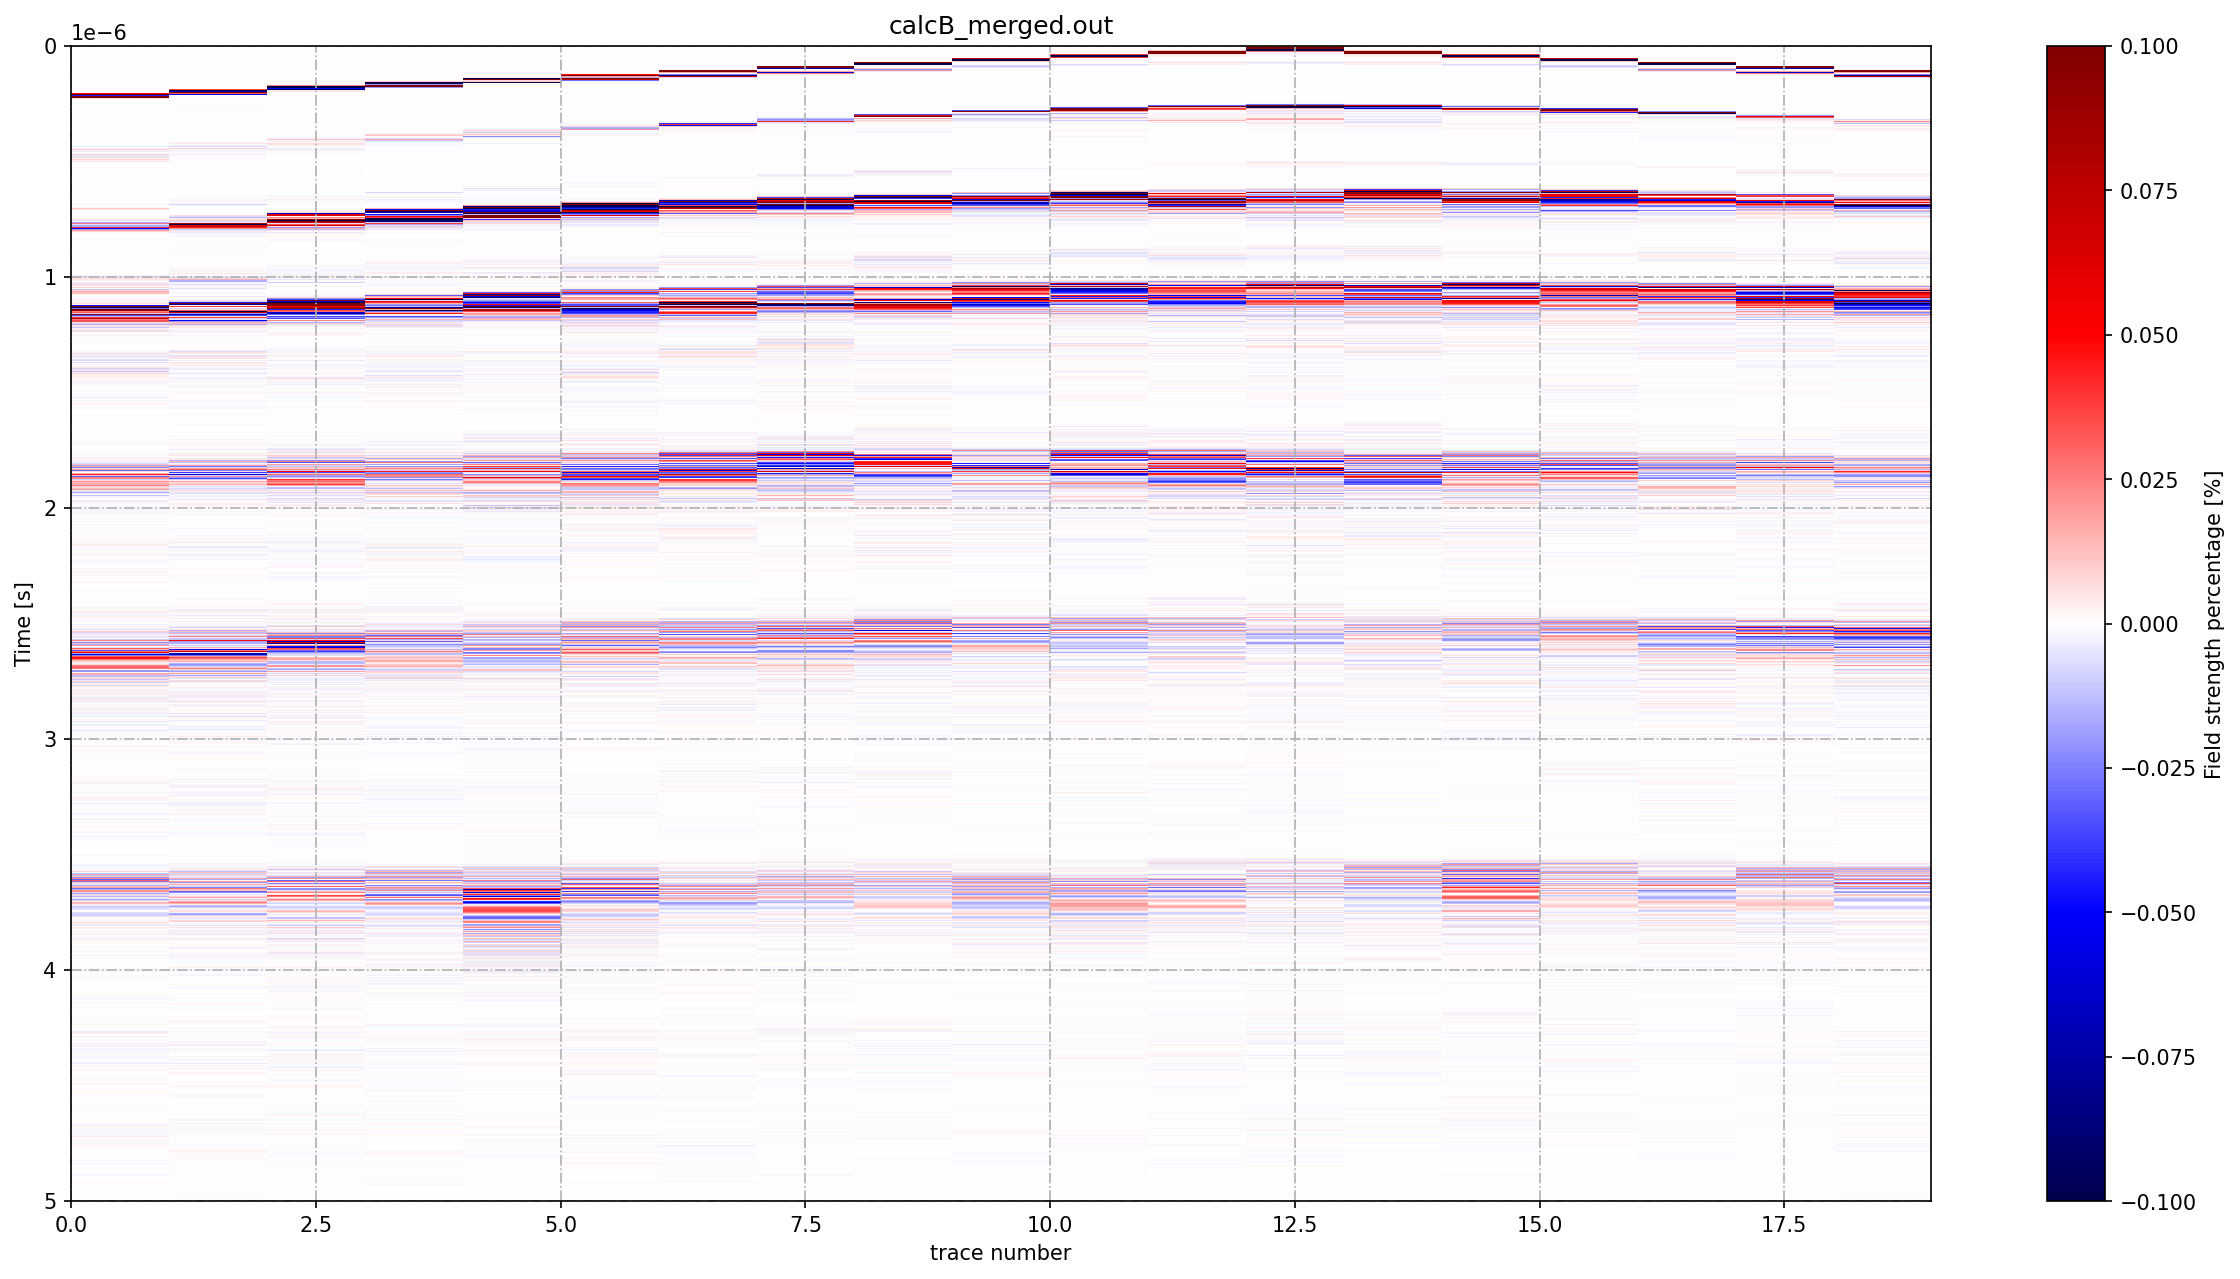 calcB_merged.out
1e−6
0
1
2
3
4
5
Time [s]
0.0 2.5 5.0 7.5 10.0 12.5 15.0 17.5
trace number
0.100
0.075
0.050
0.025
0.000
−0.025
−0.050
−0.075
−0.100
Field strength percentage [%]